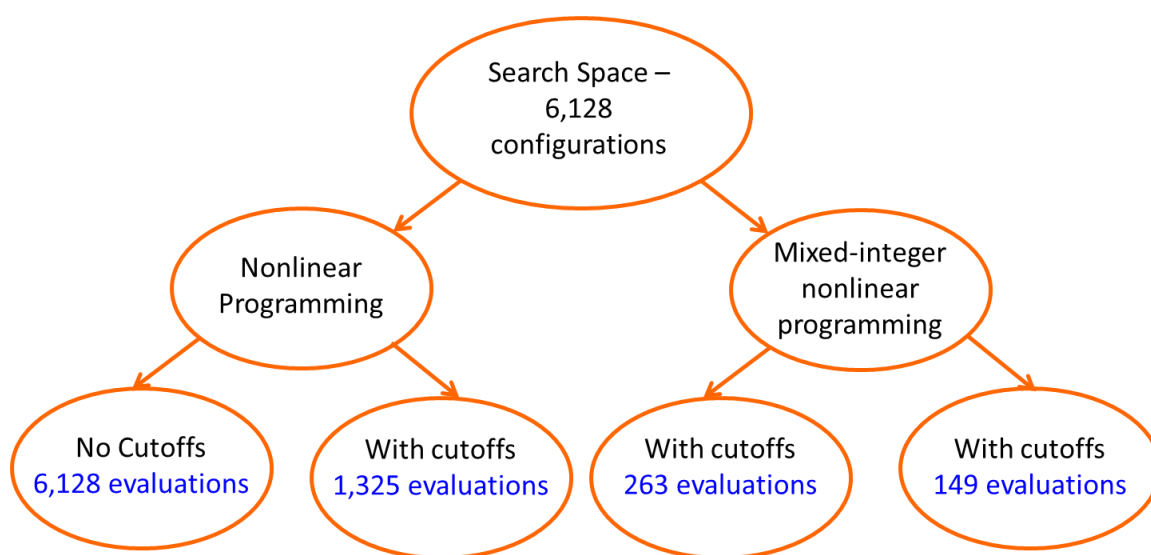 Search Space –
6,128
configurations
Nonlinear
Programming
Mixed-integer
nonlinear
programming
No Cutoffs
6,128 evaluations
With cutoffs
1,325 evaluations
With cutoffs
263 evaluations
With cutoffs
149 evaluations